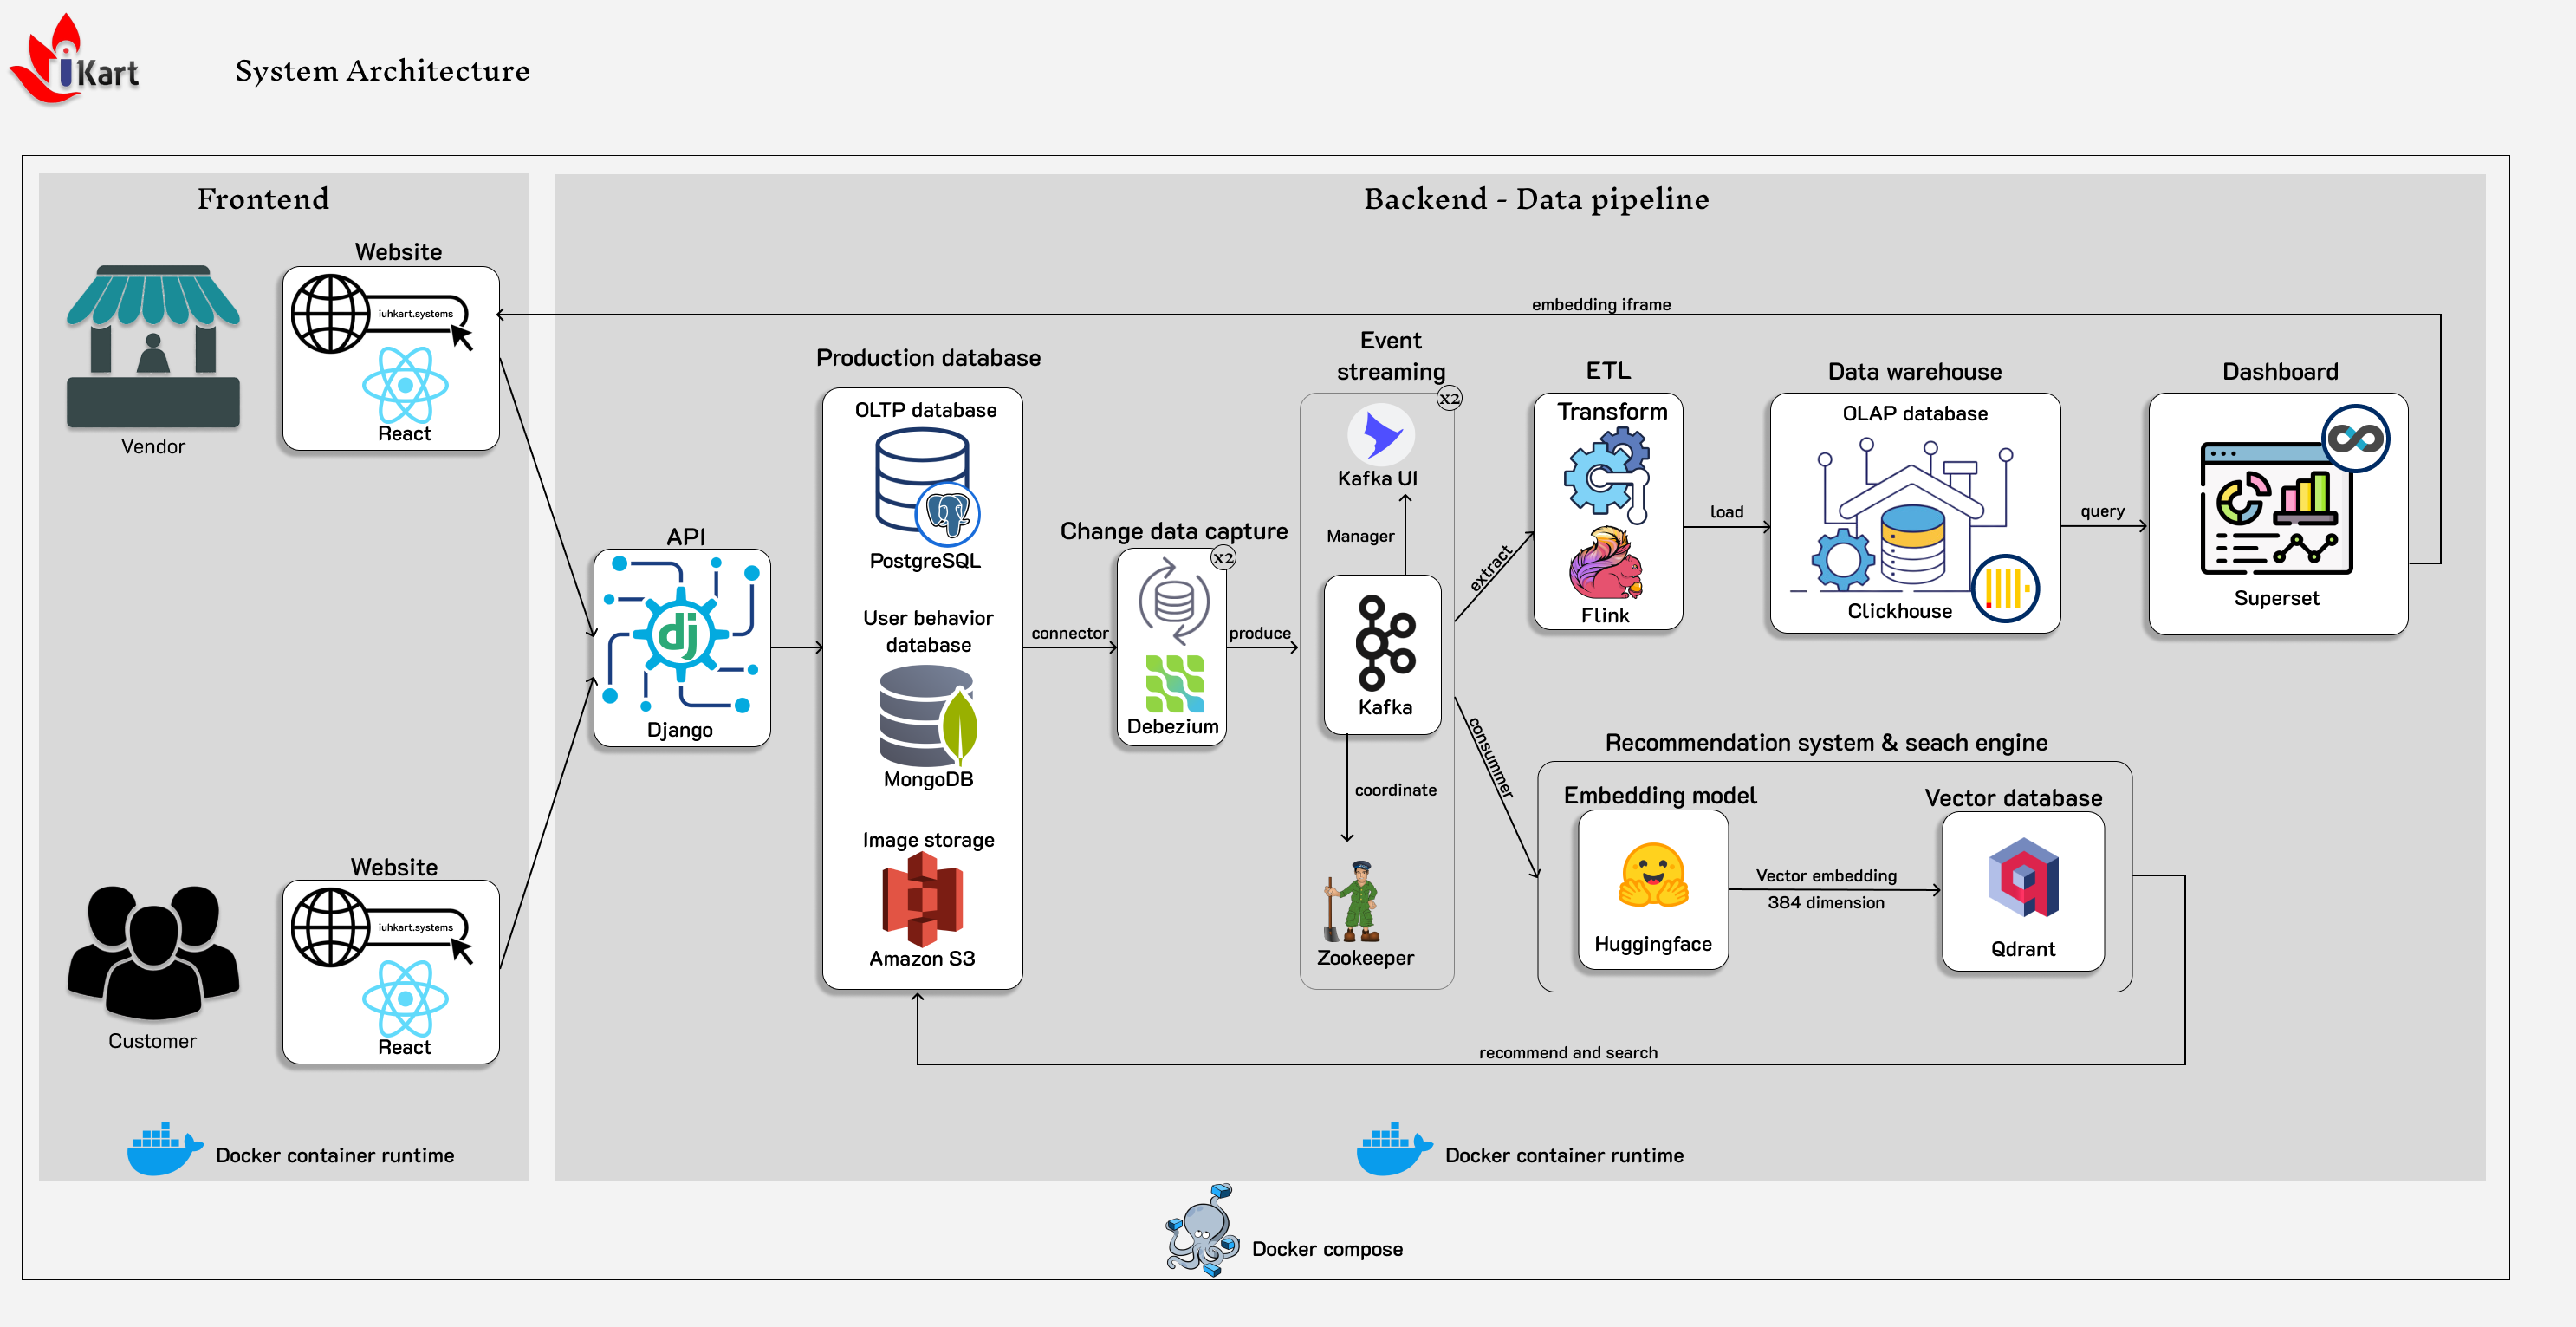 iKart
System Architecture
Frontend
Backend - Data pipeline
Website
iuhkart.systems
React
Vendor
Website
iuhkart.systems
React
Customer
Docker container runtime
embedding iframe
API
Django
Production database
OLTP database
PostgreSQL
User behavior
database
MongoDB
Image storage
Amazon S3
connector
Change data capture
X2
Debezium
produce
Event
streaming
X2
Kafka UI
Manager
Kafka
coordinate
Zookeeper
extract
consummer
ETL
Transform
Flink
load
Data warehouse
OLAP database
Clickhouse
query
Dashboard
Superset
Recommendation system & seach engine
Embedding model
Huggingface
Vector embedding
384 dimension
Vector database
Qdrant
recommend and search
Docker container runtime
Docker compose